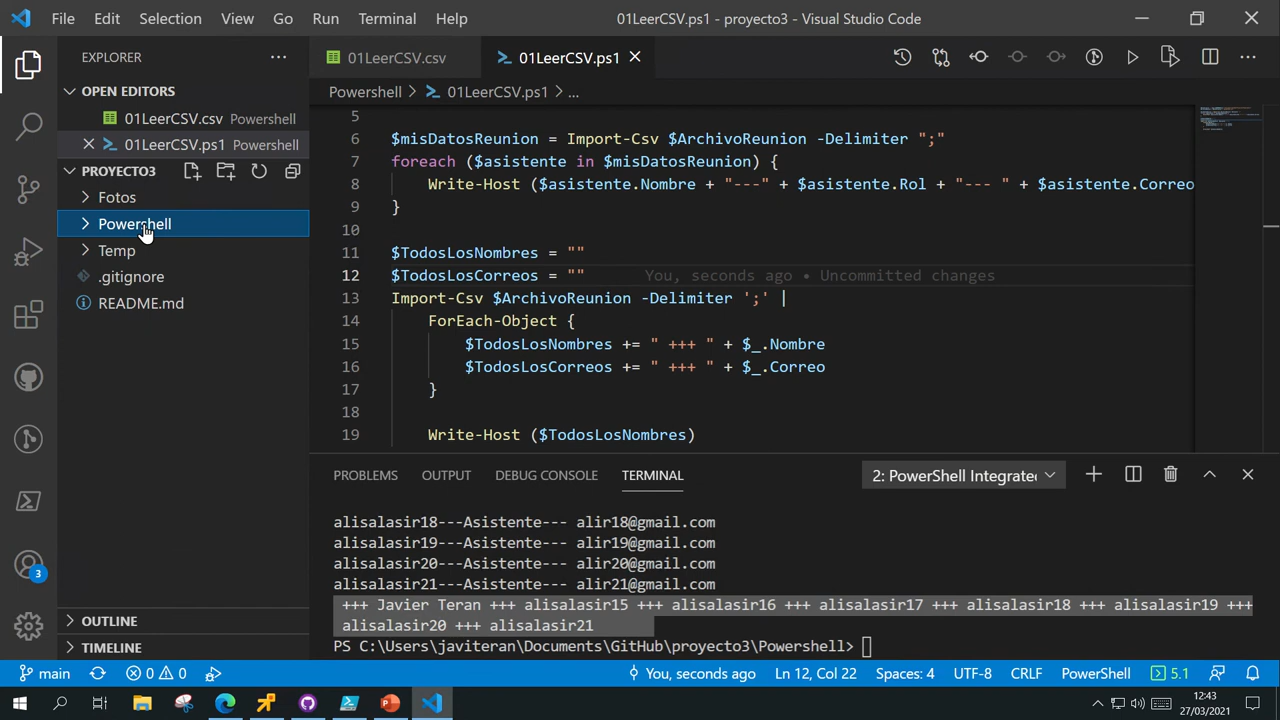 File Edit Selection View Go Run Terminal Help 01LeerCSV.ps1 - proyecto3 - Visual Studio Code
EXPLORER
OPEN EDITORS
01LeerCSV.csv Powershell
01LeerCSV.ps1 Powershell
PROYECTO3
Fotos
Powershell
Temp
.gitignore
README.md
OUTLINE
TIMELINE
3
01LeerCSV.csv 01LeerCSV.ps1
Powershell > 01LeerCSV.ps1 > ...
5
6 $misDatosReunion = Import-Csv $ArchivoReunion -Delimiter ";"
7 foreach ($asistente in $misDatosReunion) {
8 Write-Host ($asistente.Nombre + "---" + $asistente.Rol + "--- " + $asistente.Correo
9 }
10
11 $TodosLosNombres = ""
12 $TodosLosCorreos = "" You, seconds ago • Uncommitted changes
13 Import-Csv $ArchivoReunion -Delimiter ';' |
14 ForEach-Object {
15 $TodosLosNombres += " +++ " + $_.Nombre
16 $TodosLosCorreos += " +++ " + $_.Correo
17 }
18
19 Write-Host ($TodosLosNombres)
PROBLEMS OUTPUT DEBUG CONSOLE TERMINAL 2: PowerShell Integrate
alisalasir18---Asistente--- alir18@gmail.com
alisalasir19---Asistente--- alir19@gmail.com
alisalasir20---Asistente--- alir20@gmail.com
alisalasir21---Asistente--- alir21@gmail.com
+++ Javier Teran +++ alisalasir15 +++ alisalasir16 +++ alisalasir17 +++ alisalasir18 +++ alisalasir19 +++
alisalasir20 +++ alisalasir21
PS C:\Users\javiteran\Documents\GitHub\proyecto3\Powershell>
main 0 0 You, seconds ago Ln 12, Col 22 Spaces: 4 UTF-8 CRLF PowerShell 5.1
12:43
27/03/2021